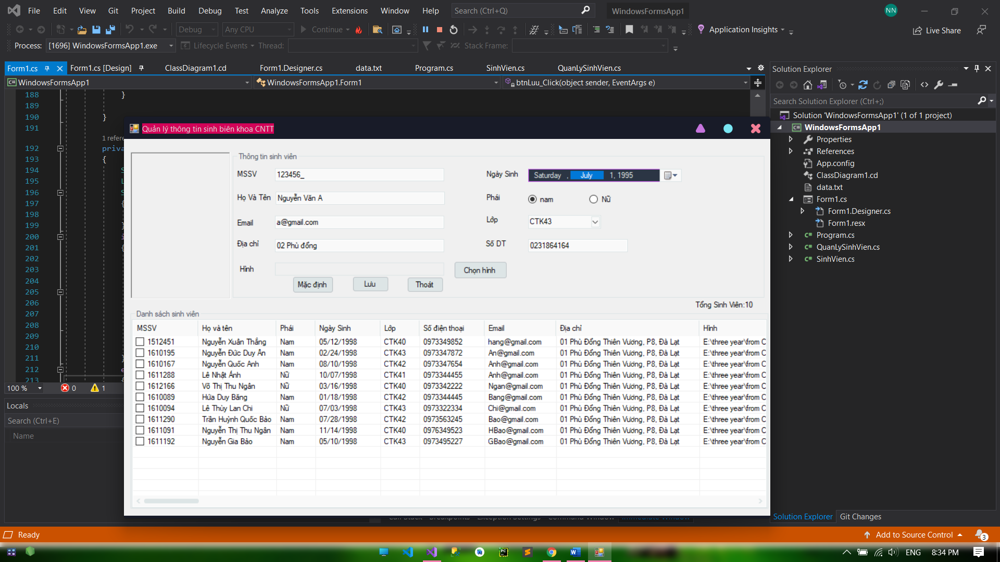 File Edit View Git Project Build Debug Test Analyze Tools Extensions Window Help Search (Ctrl+Q) WindowsFormsApp1 NN
Debug Any CPU Continue Application Insights Live Share
Process: [1696] WindowsFormsApp1.exe Lifecycle Events Thread: Stack Frame:
Form1.cs Form1.cs [Design] ClassDiagram1.cd Form1.Designer.cs data.txt Program.cs SinhVien.cs QuanLySinhVien.cs
WindowsFormsApp1 WindowsFormsApp1.Form1 btnLuu_Click(object sender, EventArgs e)
188 }
189
190 }
191
1 refere
192 priva
193 {
194 S
195 L
196 S
197 {
198
199 }
200 i
201 {
202
203
204
205
206
207
208
209
210
211 }
212 e
213 {
100 % 0 1
Locals
Search (Ctrl+E)
Name
Quản lý thông tin sinh biên khoa CNTT
Thông tin sinh viên
MSSV 123456_ Ngày Sinh Saturday , July 1, 1995
Họ Và Tên Nguyễn Văn A Phái nam Nữ
Email a@gmail.com Lớp CTK43
Địa chỉ 02 Phù đổng Số DT 0231864164
Hình Chọn hình
Mặc định Lưu Thoát
Tổng Sinh Viên:10
Danh sách sinh viên
MSSV Họ và tên Phái Ngày Sinh Lớp Số điện thoại Email Địa chỉ Hình
1512451 Nguyễn Xuân Thắng Nam 05/12/1998 CTK40 0973349852 hang@gmail.com 01 Phù Đổng Thiên Vương, P8, Đà Lạt E:\three year\from C
1610195 Nguyễn Đức Duy Ân Nam 02/24/1998 CTK43 0973347872 An@gmail.com 01 Phù Đổng Thiên Vương, P8, Đà Lạt E:\three year\from C
1610167 Nguyễn Quốc Anh Nam 08/10/1998 CTK42 0973347654 Anh@gmail.com 01 Phù Đổng Thiên Vương, P8, Đà Lạt E:\three year\from C
1611288 Lê Nhật Ánh Nữ 10/07/1998 CTK41 0973344455 Anh@gmail.com 01 Phù Đổng Thiên Vương, P8, Đà Lạt E:\three year\from C
1612166 Võ Thị Thu Ngân Nữ 03/16/1998 CTK40 0973342222 Ngan@gmail.com 01 Phù Đổng Thiên Vương, P8, Đà Lạt E:\three year\from C
1610089 Hứa Duy Băng Nam 01/18/1998 CTK42 0973344445 Bang@gmail.com 01 Phù Đổng Thiên Vương, P8, Đà Lạt E:\three year\from C
1610094 Lê Thùy Lan Chi Nữ 07/03/1998 CTK43 0973322334 Chi@gmail.com 01 Phù Đổng Thiên Vương, P8, Đà Lạt E:\three year\from C
1611290 Trần Huỳnh Quốc Bảo Nam 07/28/1998 CTK42 0973563245 Bao@gmail.com 01 Phù Đổng Thiên Vương, P8, Đà Lạt E:\three year\from C
1611091 Nguyễn Thị Thu Ngân Nam 11/14/1998 CTK40 0976349523 HBao@gmail.com 01 Phù Đổng Thiên Vương, P8, Đà Lạt E:\three year\from C
1611192 Nguyễn Gia Bảo Nam 05/10/1998 CTK43 0973495227 GBao@gmail.com 01 Phù Đổng Thiên Vương, P8, Đà Lạt E:\three year\from C
Call Stack Breakpoints Exception Settings Command Window Immediate Window
Solution Explorer
Search Solution Explorer (Ctrl+;)
Solution 'WindowsFormsApp1' (1 of 1 project)
WindowsFormsApp1
Properties
References
App.config
ClassDiagram1.cd
data.txt
Form1.cs
Form1.Designer.cs
Form1.resx
Program.cs
QuanLySinhVien.cs
SinhVien.cs
Solution Explorer Git Changes
Ready Add to Source Control 3
ENG 8:34 PM